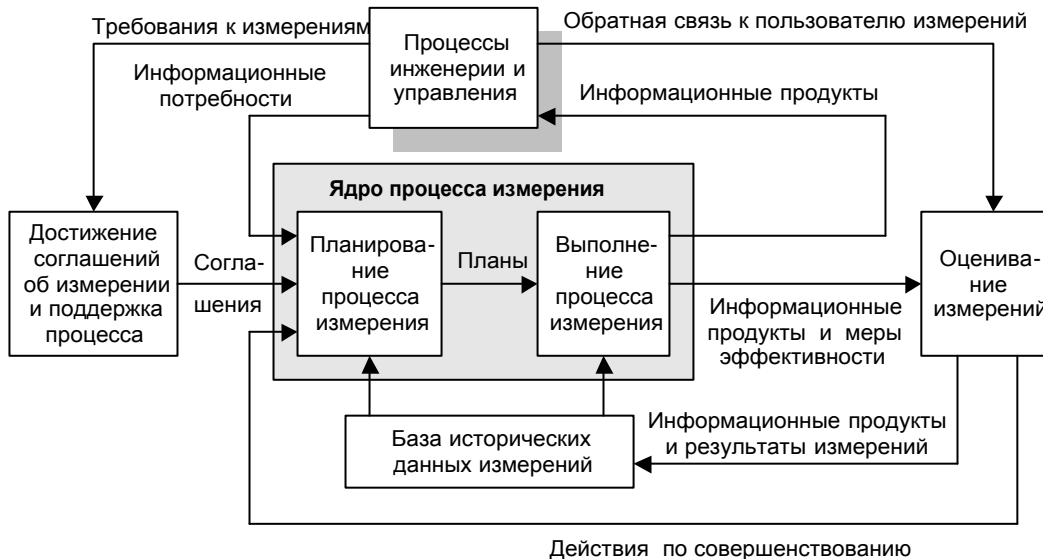 Требования к измерениям
Обратная связь к пользователю измерений
Процессы
инженерии и
управления
Информационные
потребности
Информационные продукты
Ядро процесса измерения
Достижение
соглашений
об измерении
и поддержка
процесса
Согла-
шения
Планирова-
ние
процесса
измерения
Планы
Выполне-
ние
процесса
измерения
Информационные
продукты и меры
эффективности
Оценива-
ние
измерений
База исторических
данных измерений
Информационные продукты
и результаты измерений
Действия по совершенствованию